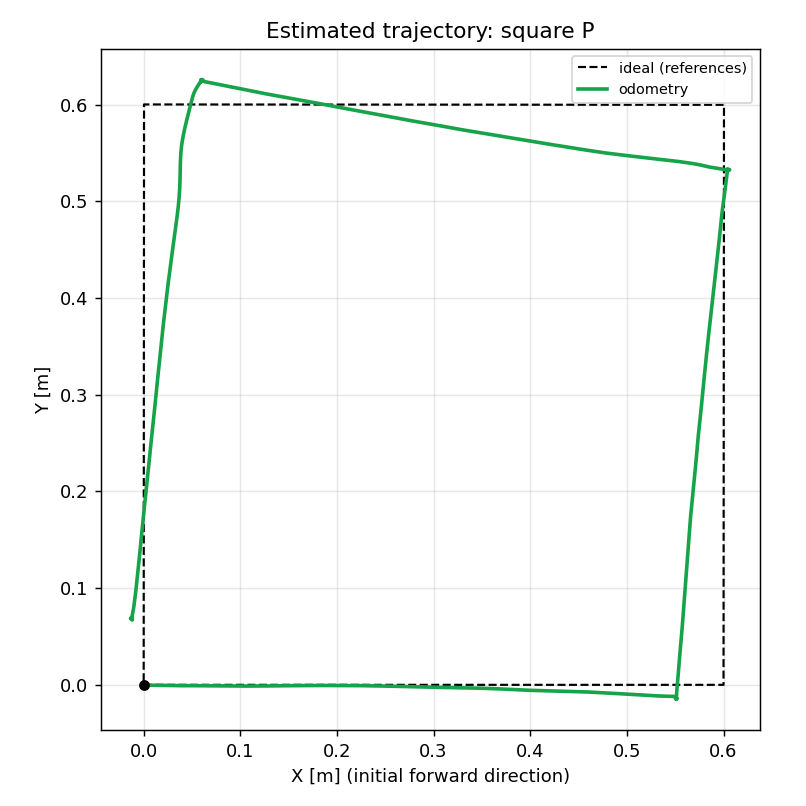 Estimated trajectory: square P
ideal (references)
odometry
0.6
0.5
0.4
0.3
0.2
0.1
0.0
Y [m]
0.0 0.1 0.2 0.3 0.4 0.5 0.6
X [m] (initial forward direction)